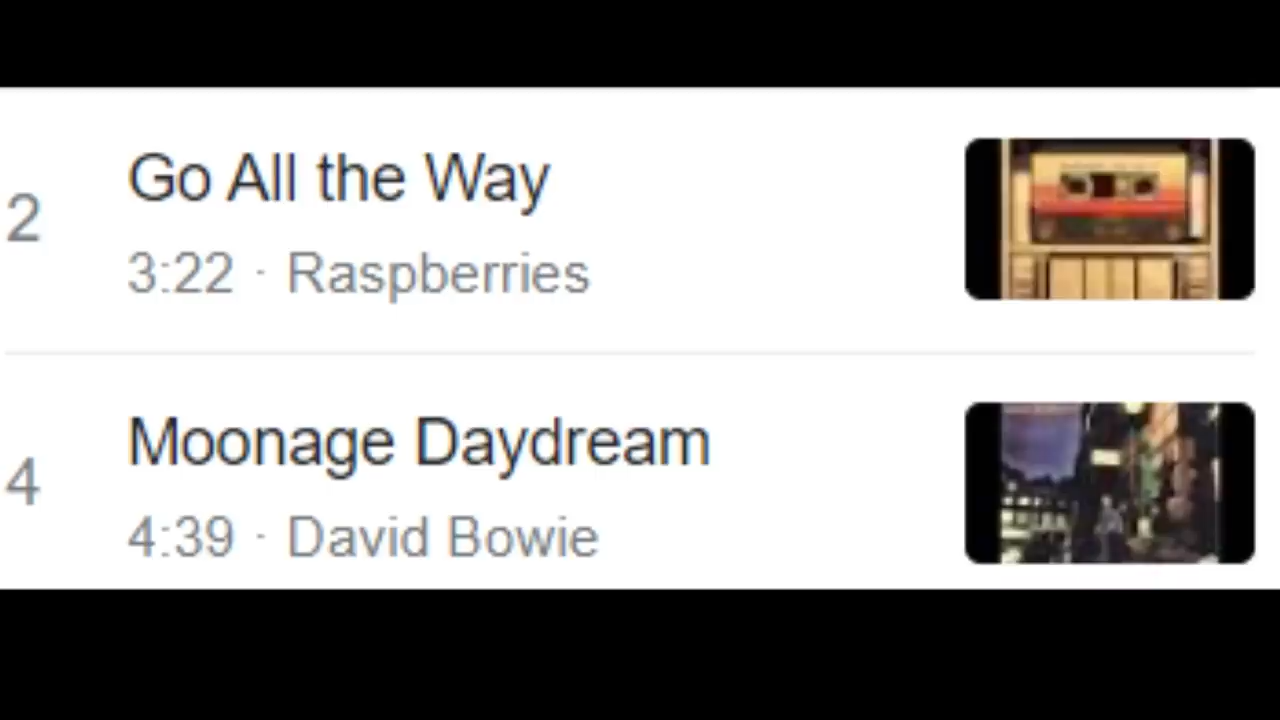 2
Go All the Way
3:22 · Raspberries
4
Moonage Daydream
4:39 · David Bowie